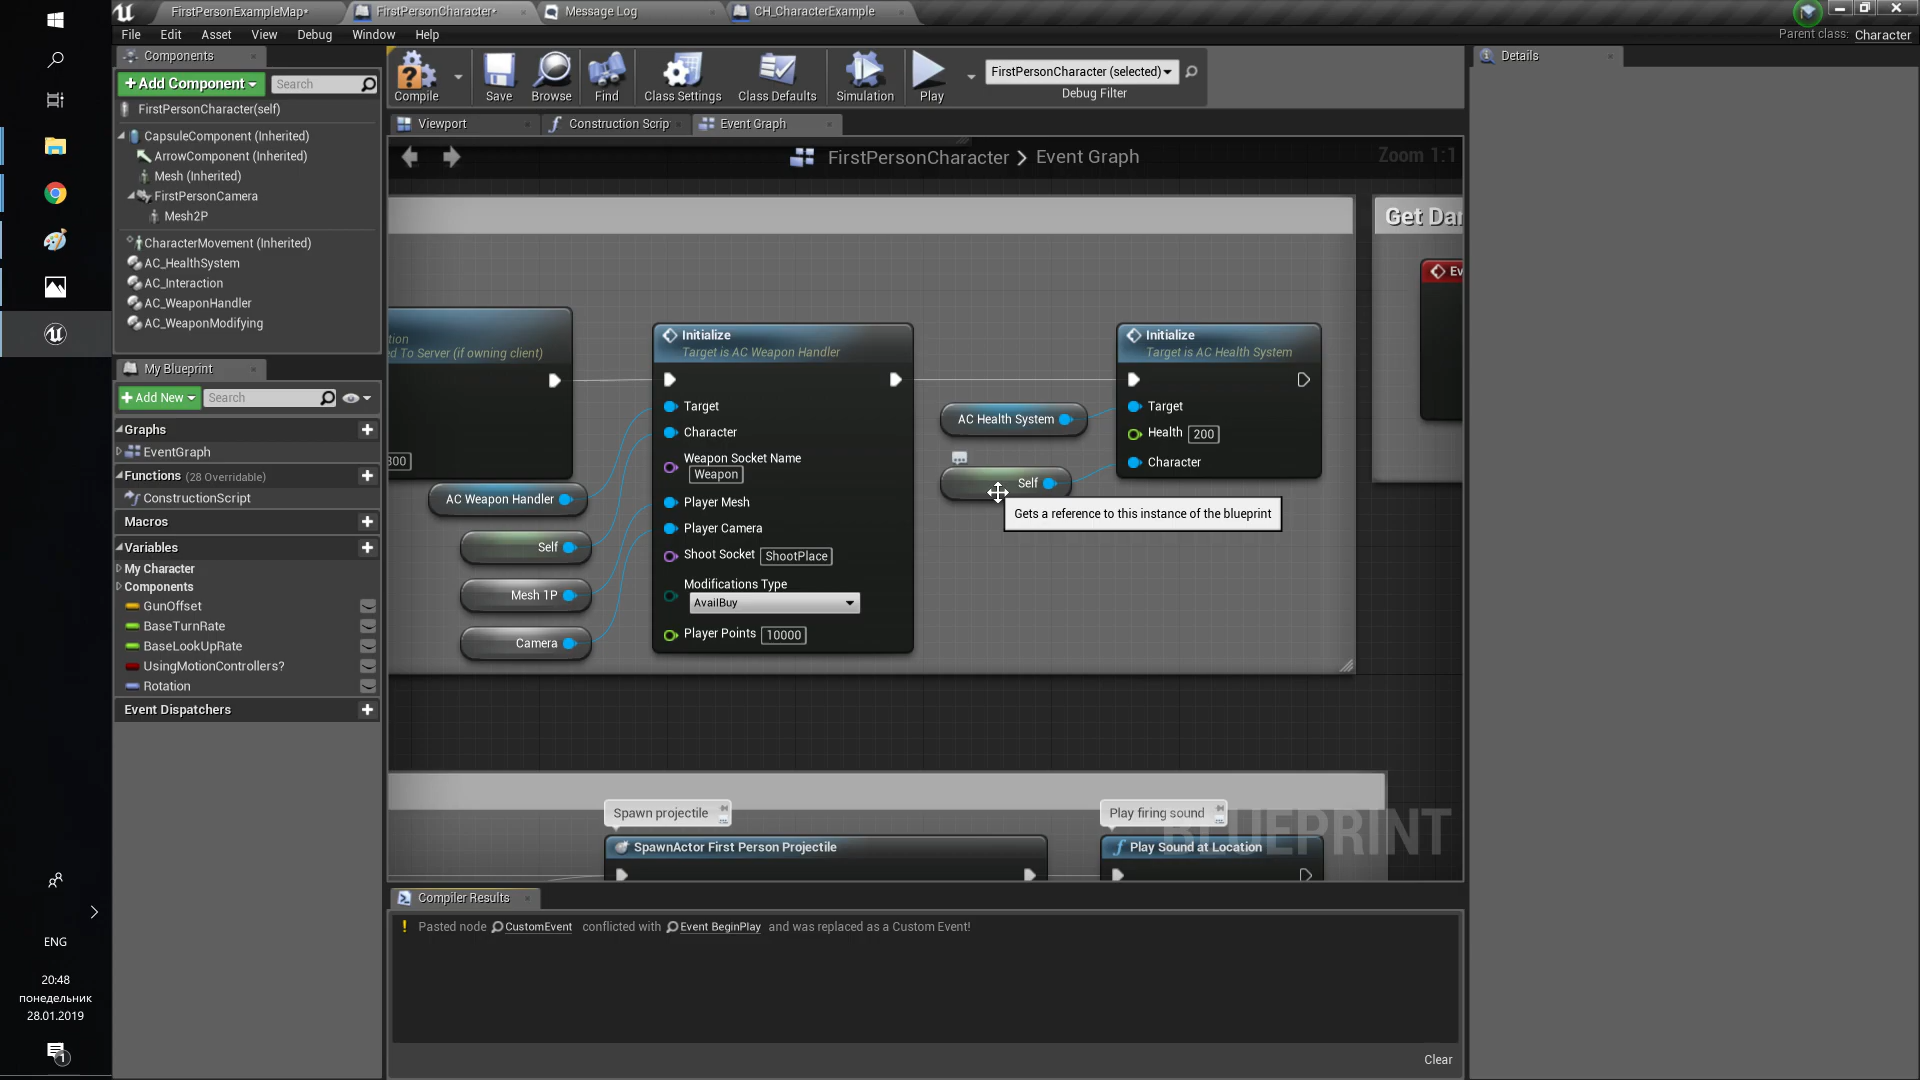 FirstPersonExampleMap*
FirstPersonCharacter*
Message Log
CH_CharacterExample
File
Edit
Asset
View
Debug
Window
Help
Parent class: Character
Components
+Add Component
Search
FirstPersonCharacter(self)
CapsuleComponent (Inherited)
ArrowComponent (Inherited)
Mesh (Inherited)
FirstPersonCamera
Mesh2P
CharacterMovement (Inherited)
AC_HealthSystem
AC_Interaction
AC_WeaponHandler
AC_WeaponModifying
My Blueprint
+Add New
Search
Graphs
EventGraph
Functions (28 Overridable)
ConstructionScript
Macros
Variables
My Character
Components
GunOffset
BaseTurnRate
BaseLookUpRate
UsingMotionControllers?
Rotation
Event Dispatchers
Compile
Save
Browse
Find
Class Settings
Class Defaults
Simulation
Play
FirstPersonCharacter (selected)
Debug Filter
Viewport
Construction Scrip
Event Graph
FirstPersonCharacter > Event Graph
Zoom 1:1
Get Da
tion
d To Server (if owning client)
300
AC Weapon Handler
Self
Mesh 1P
Camera
Initialize
Target is AC Weapon Handler
Target
Character
Weapon Socket Name
Weapon
Player Mesh
Player Camera
Shoot Socket ShootPlace
Modifications Type
AvailBuy
Player Points 10000
AC Health System
Self
Initialize
Target is AC Health System
Target
Health 200
Character
Gets a reference to this instance of the blueprint
Ev
Spawn projectile
SpawnActor First Person Projectile
Play firing sound
Play Sound at Location
BLUEPRINT
Compiler Results
! Pasted node CustomEvent conflicted with Event BeginPlay and was replaced as a Custom Event!
Clear
Details
ENG
20:48
понедельник
28.01.2019
1